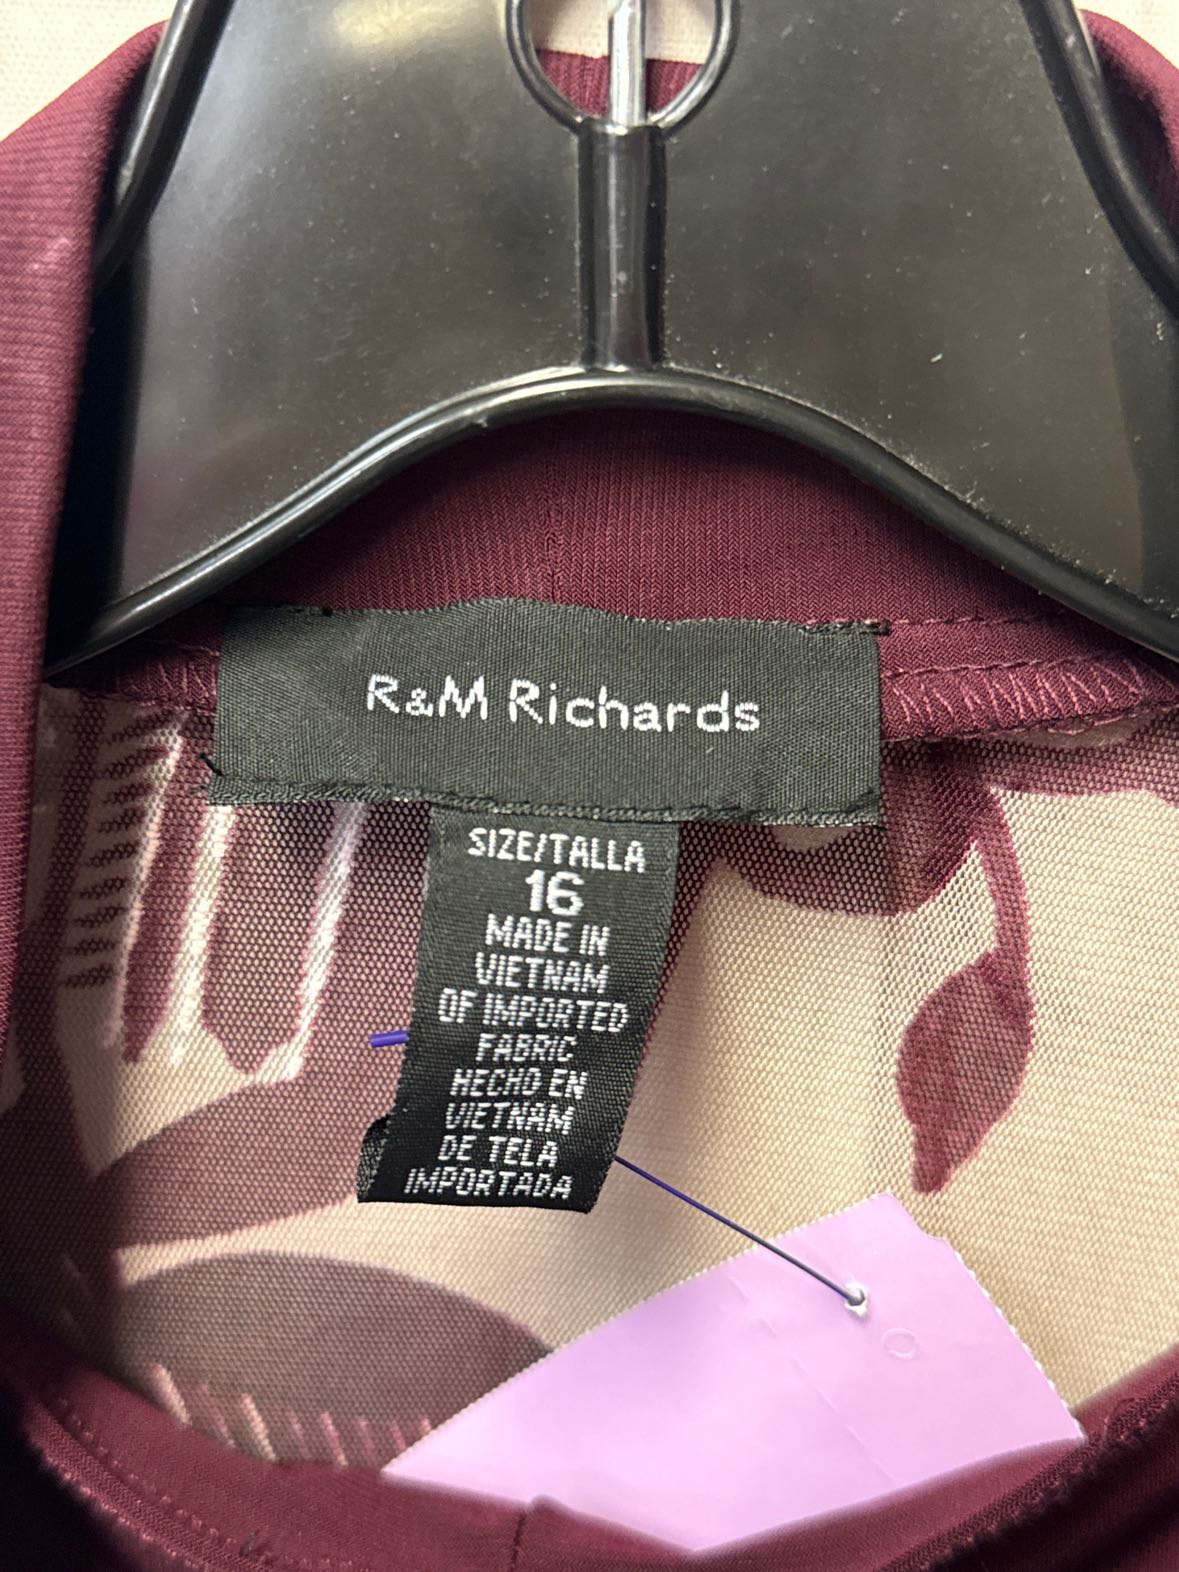 R&M Richards
SIZE/TALLA
16
MADE IN
VIETNAM
OF IMPORTED
FABRIC
HECHO EN
VIETNAM
DE TELA
IMPORTADA